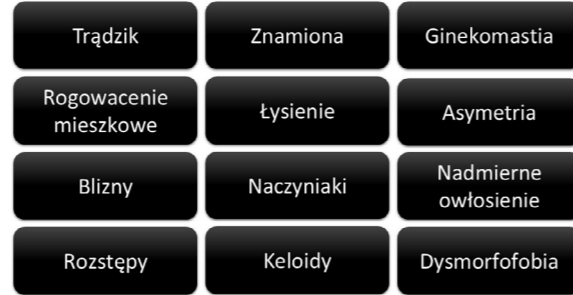 Trądzik
Znamiona
Ginekomastia
Rogowacenie
mieszkowe
Łysienie
Asymetria
Blizny
Naczyniaki
Nadmierne
owłosienie
Rozstępy
Keloidy
Dysmorfofobia